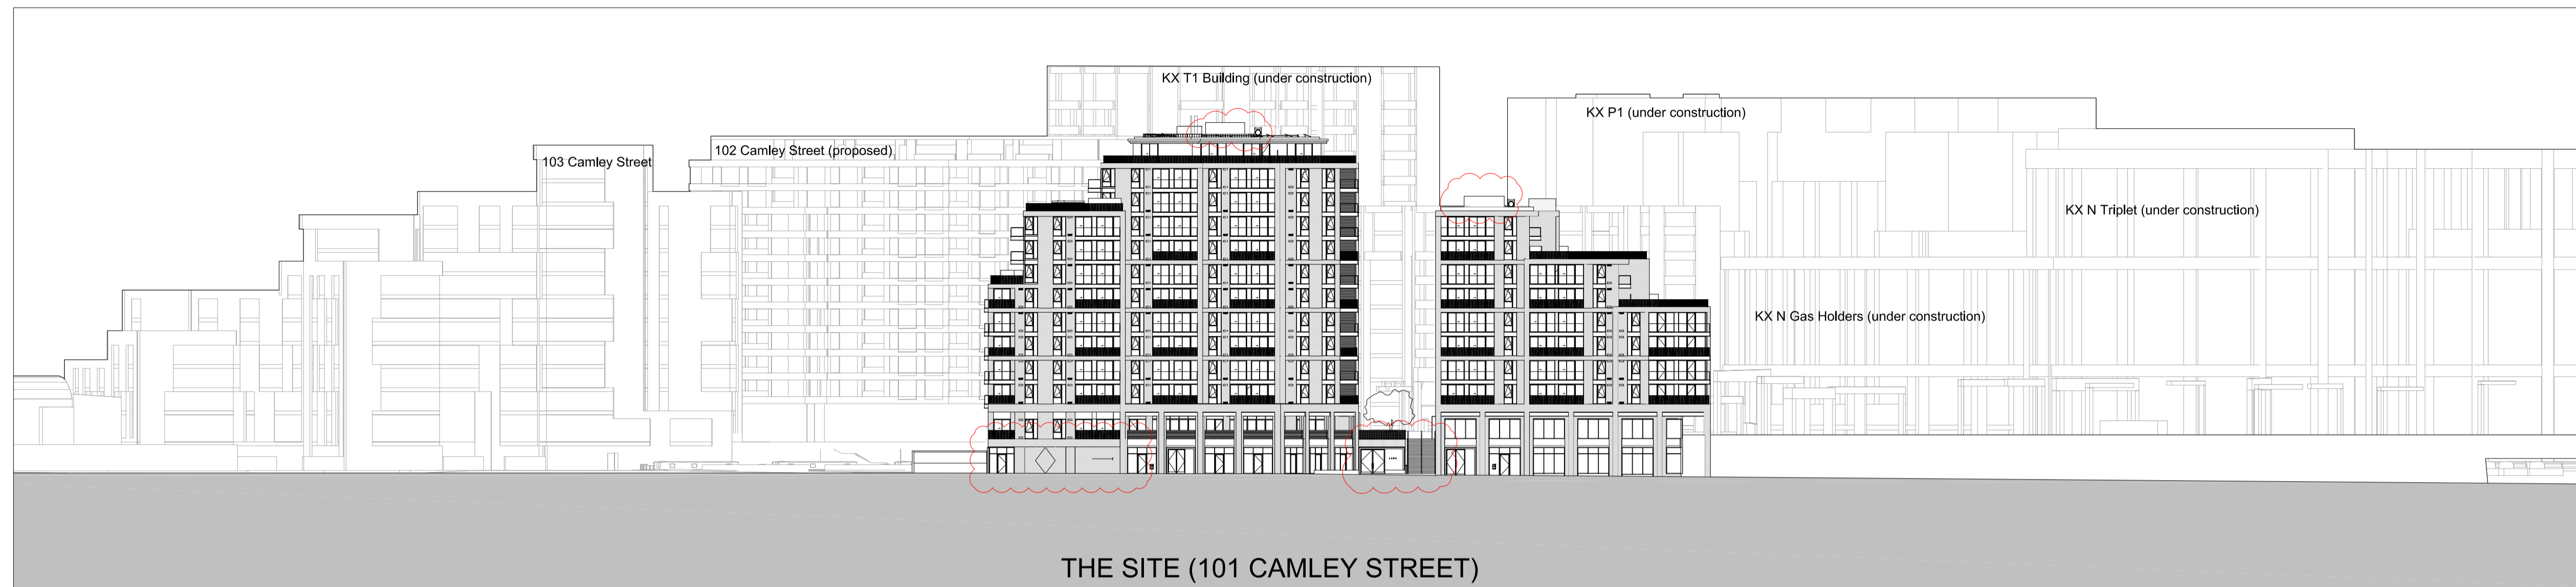 KX T1 Building (under construction)
KX P1 (under construction)
102 Camley Street (proposed)
103 Camley Street
KX N Triplet (under construction)
KX N Gas Holders (under construction)
THE SITE (101 CAMLEY STREET)